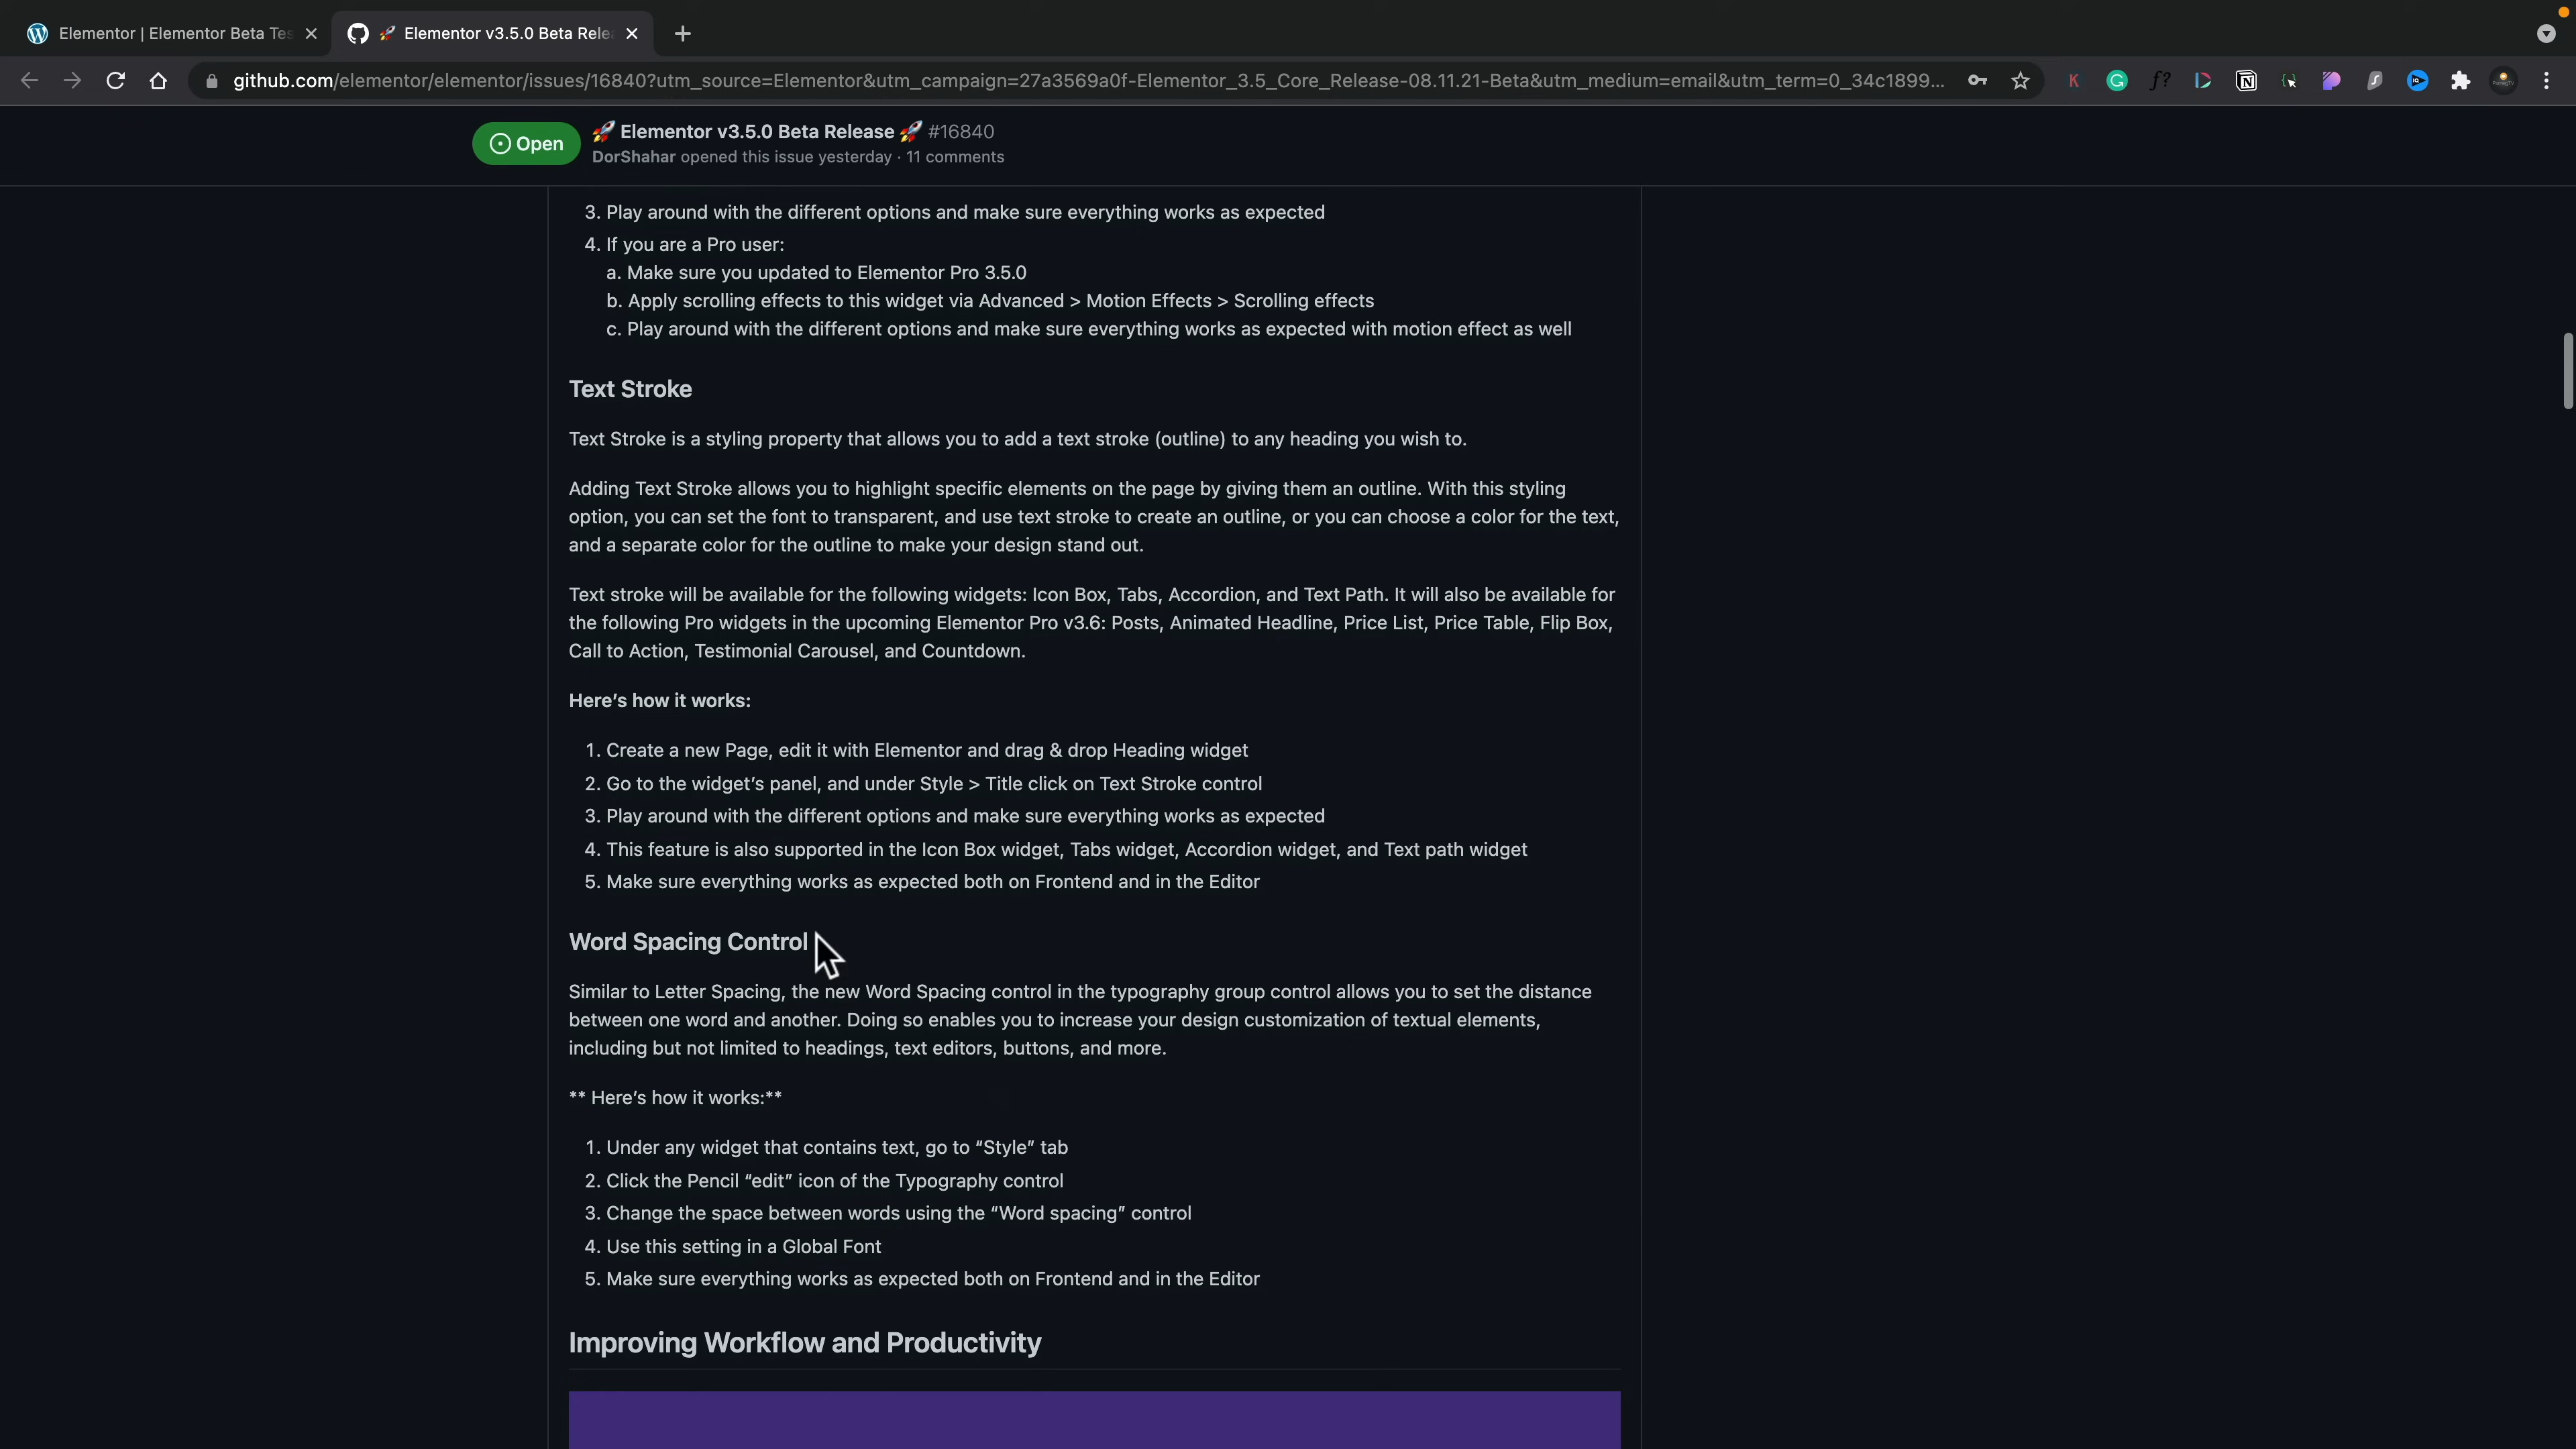 Elementor | Elementor Beta Tes
🚀 Elementor v3.5.0 Beta Rele
github.com/elementor/elementor/issues/16840?utm_source=Elementor&utm_campaign=27a3569a0f-Elementor_3.5_Core_Release-08.11.21-Beta&utm_medium=email&utm_term=0_34c1899...
Open
🚀 Elementor v3.5.0 Beta Release 🚀 #16840
DorShahar opened this issue yesterday · 11 comments
3. Play around with the different options and make sure everything works as expected
4. If you are a Pro user:
a. Make sure you updated to Elementor Pro 3.5.0
b. Apply scrolling effects to this widget via Advanced > Motion Effects > Scrolling effects
c. Play around with the different options and make sure everything works as expected with motion effect as well
Text Stroke
Text Stroke is a styling property that allows you to add a text stroke (outline) to any heading you wish to.
Adding Text Stroke allows you to highlight specific elements on the page by giving them an outline. With this styling
option, you can set the font to transparent, and use text stroke to create an outline, or you can choose a color for the text,
and a separate color for the outline to make your design stand out.
Text stroke will be available for the following widgets: Icon Box, Tabs, Accordion, and Text Path. It will also be available for
the following Pro widgets in the upcoming Elementor Pro v3.6: Posts, Animated Headline, Price List, Price Table, Flip Box,
Call to Action, Testimonial Carousel, and Countdown.
Here’s how it works:
1. Create a new Page, edit it with Elementor and drag & drop Heading widget
2. Go to the widget’s panel, and under Style > Title click on Text Stroke control
3. Play around with the different options and make sure everything works as expected
4. This feature is also supported in the Icon Box widget, Tabs widget, Accordion widget, and Text path widget
5. Make sure everything works as expected both on Frontend and in the Editor
Word Spacing Control
Similar to Letter Spacing, the new Word Spacing control in the typography group control allows you to set the distance
between one word and another. Doing so enables you to increase your design customization of textual elements,
including but not limited to headings, text editors, buttons, and more.
** Here’s how it works:**
1. Under any widget that contains text, go to “Style” tab
2. Click the Pencil “edit” icon of the Typography control
3. Change the space between words using the “Word spacing” control
4. Use this setting in a Global Font
5. Make sure everything works as expected both on Frontend and in the Editor
Improving Workflow and Productivity